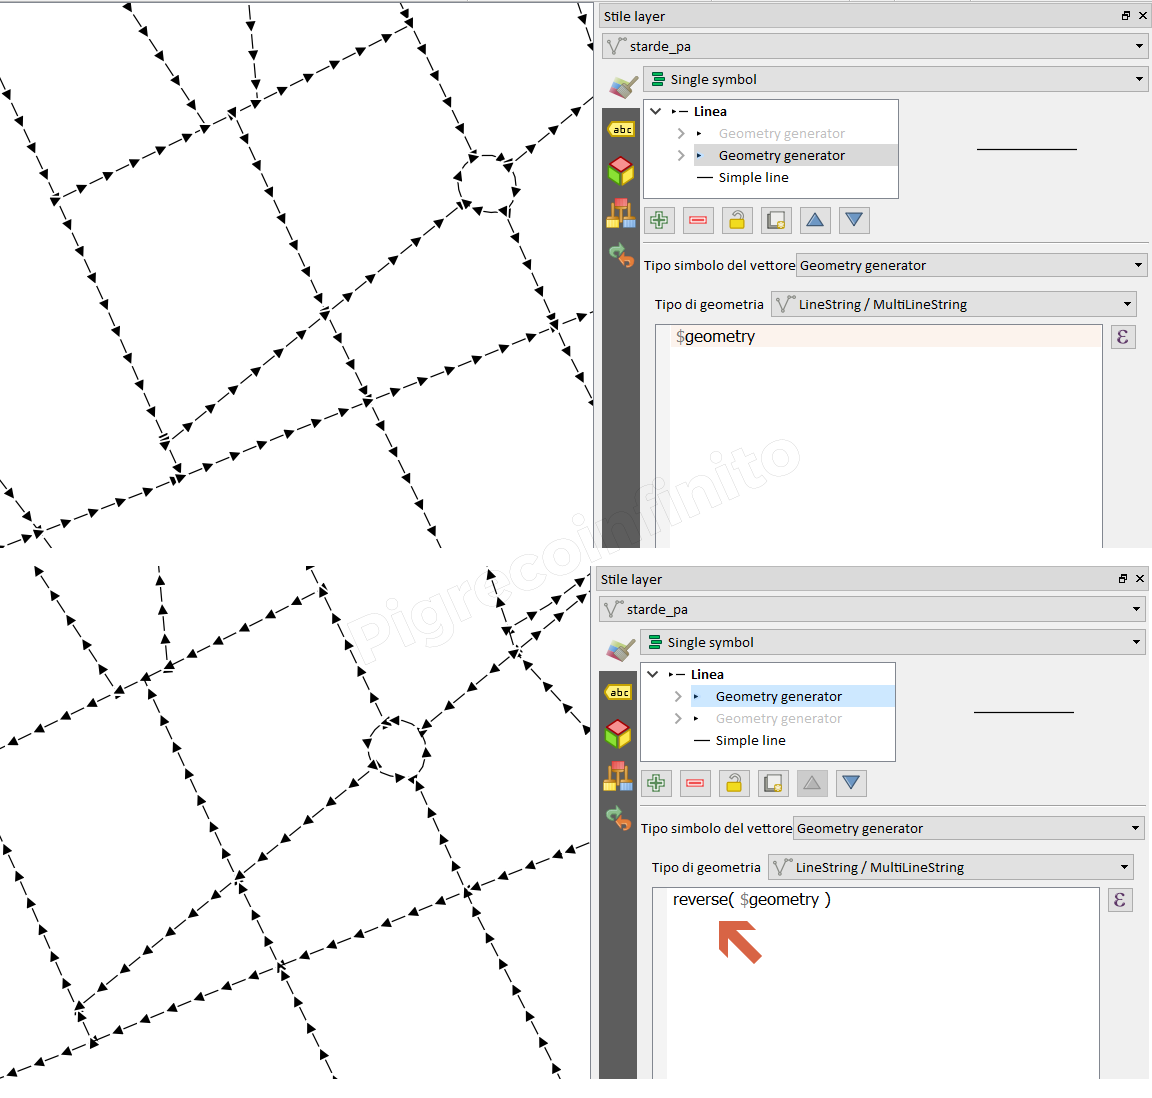 Stile layer
starde_pa
Single symbol
Linea
Geometry generator
Geometry generator
Simple line
abc
Tipo simbolo del vettore Geometry generator
Tipo di geometria LineString / MultiLineString
$geometry
ε
Pigrecoinfinito
Stile layer
starde_pa
Single symbol
Linea
Geometry generator
Geometry generator
Simple line
abc
Tipo simbolo del vettore Geometry generator
Tipo di geometria LineString / MultiLineString
reverse( $geometry )
ε